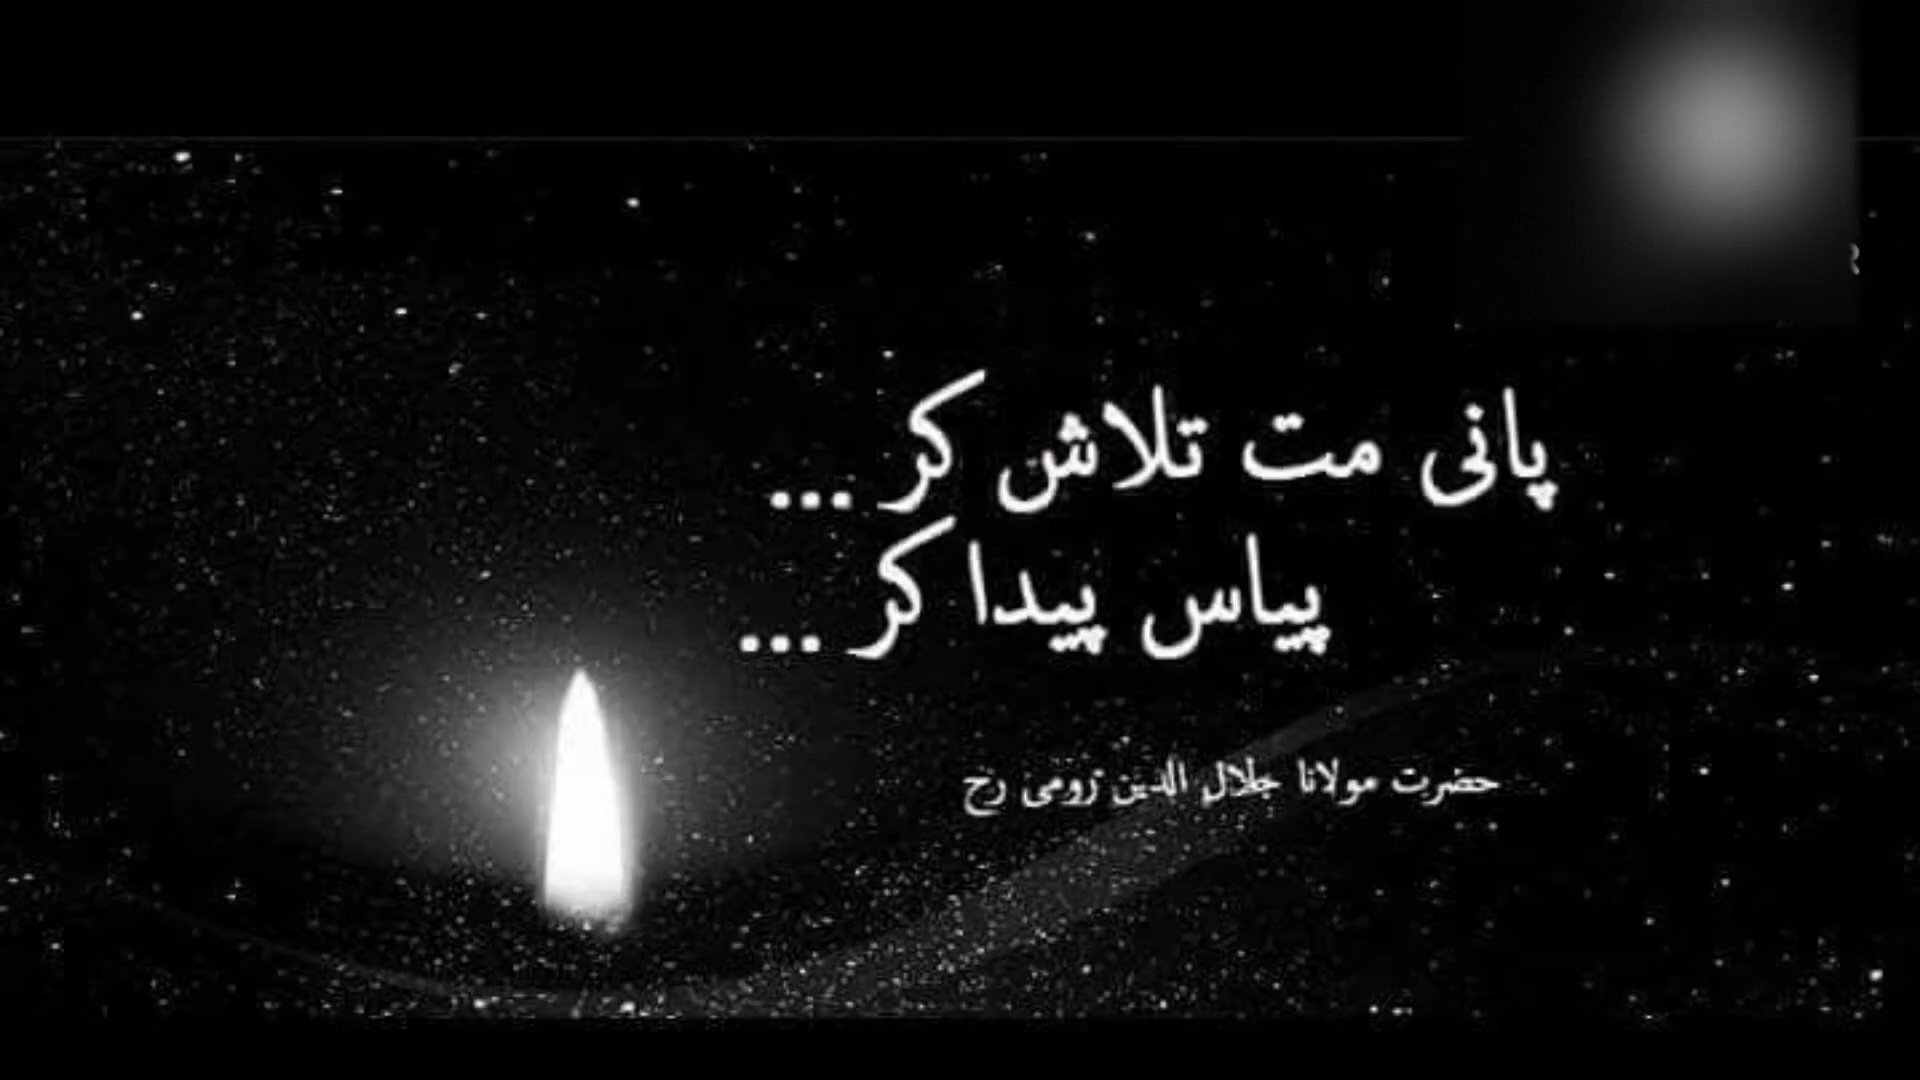 پانی مت تلاش کر ...
پیاس پیدا کر ...
حضرت مولانا جلال الدین رومی رح